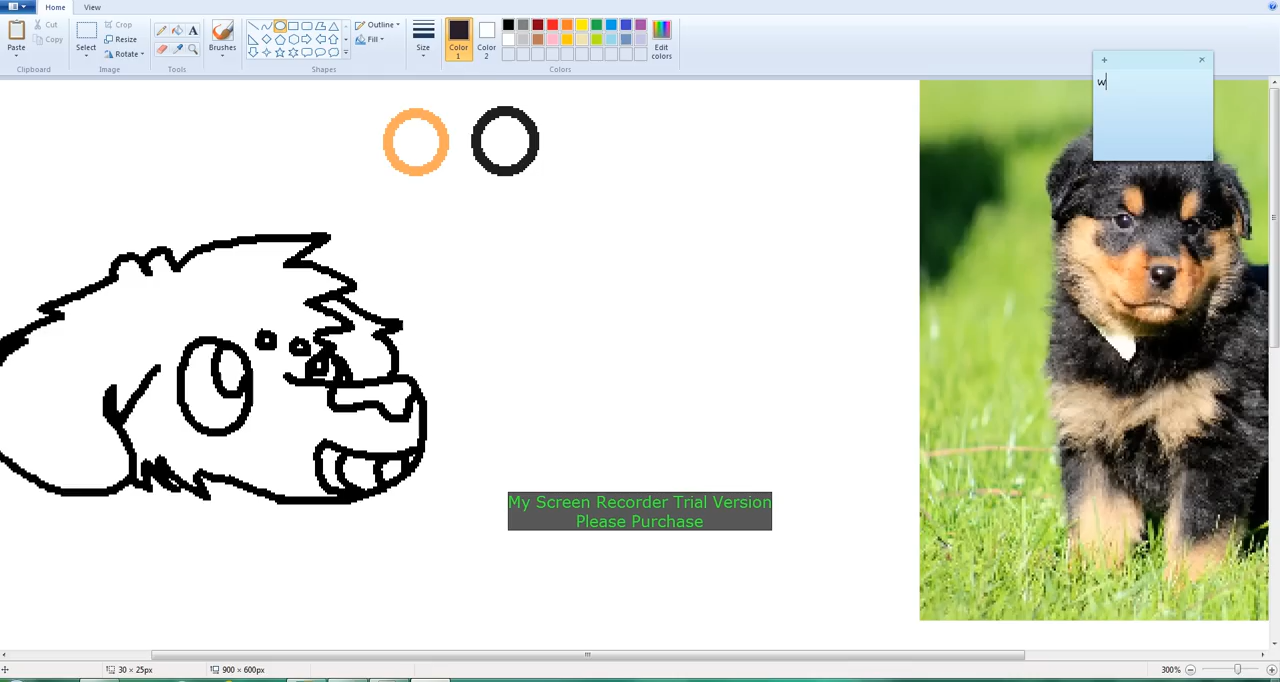 Home
View
Paste
Cut
Copy
Clipboard
Select
Crop
Resize
Rotate
Image
A
Tools
Brushes
Outline
Fill
Shapes
Size
Color
1
Color
2
Edit
colors
Colors
w
My Screen Recorder Trial Version
Please Purchase
30 × 25px
900 × 600px
300%